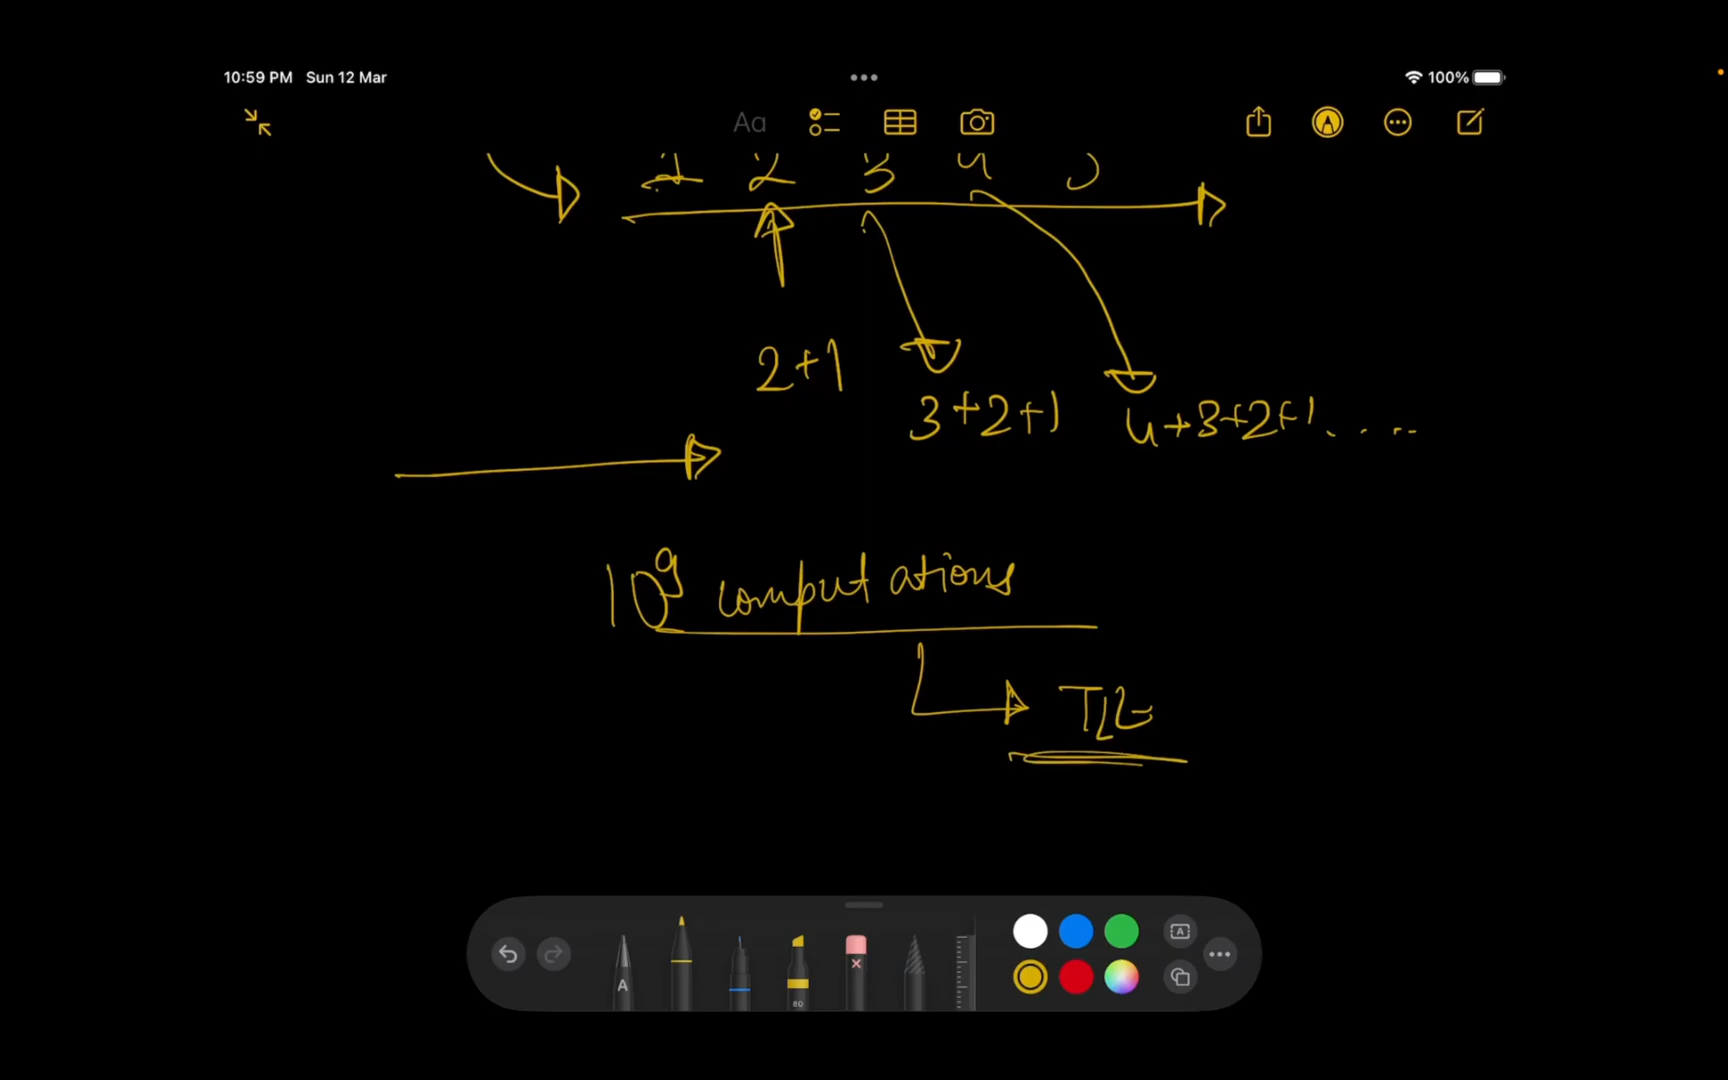 10:59 PM Sun 12 Mar
100%
Aa
1 2 3 4
2+1
3+2+1
4+3+2+1.....
10^9 computations
TLE
A
80
A